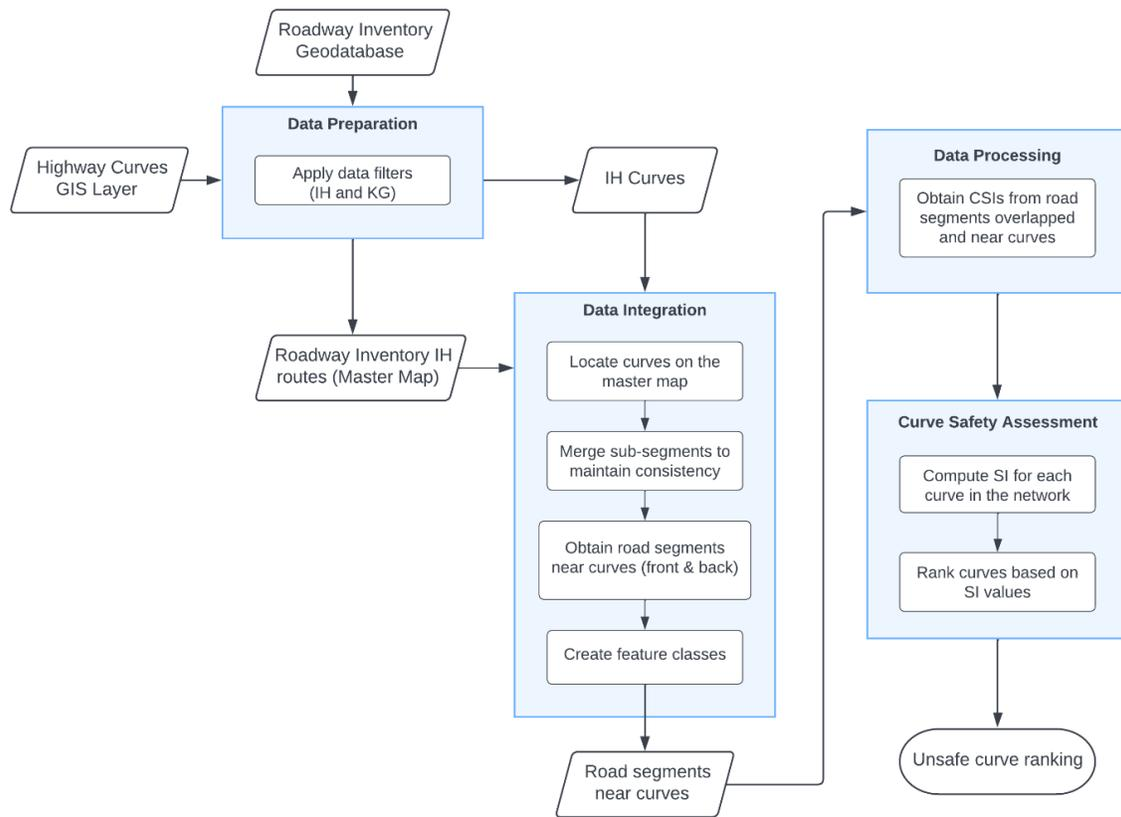 Roadway Inventory
Geodatabase
Data Preparation
Apply data filters
(IH and KG)
Highway Curves
GIS Layer
IH Curves
Roadway Inventory IH
routes (Master Map)
Data Integration
Locate curves on the
master map
Merge sub-segments to
maintain consistency
Obtain road segments
near curves (front & back)
Create feature classes
Road segments
near curves
Data Processing
Obtain CSIs from road
segments overlapped
and near curves
Curve Safety Assessment
Compute SI for each
curve in the network
Rank curves based on
SI values
Unsafe curve ranking